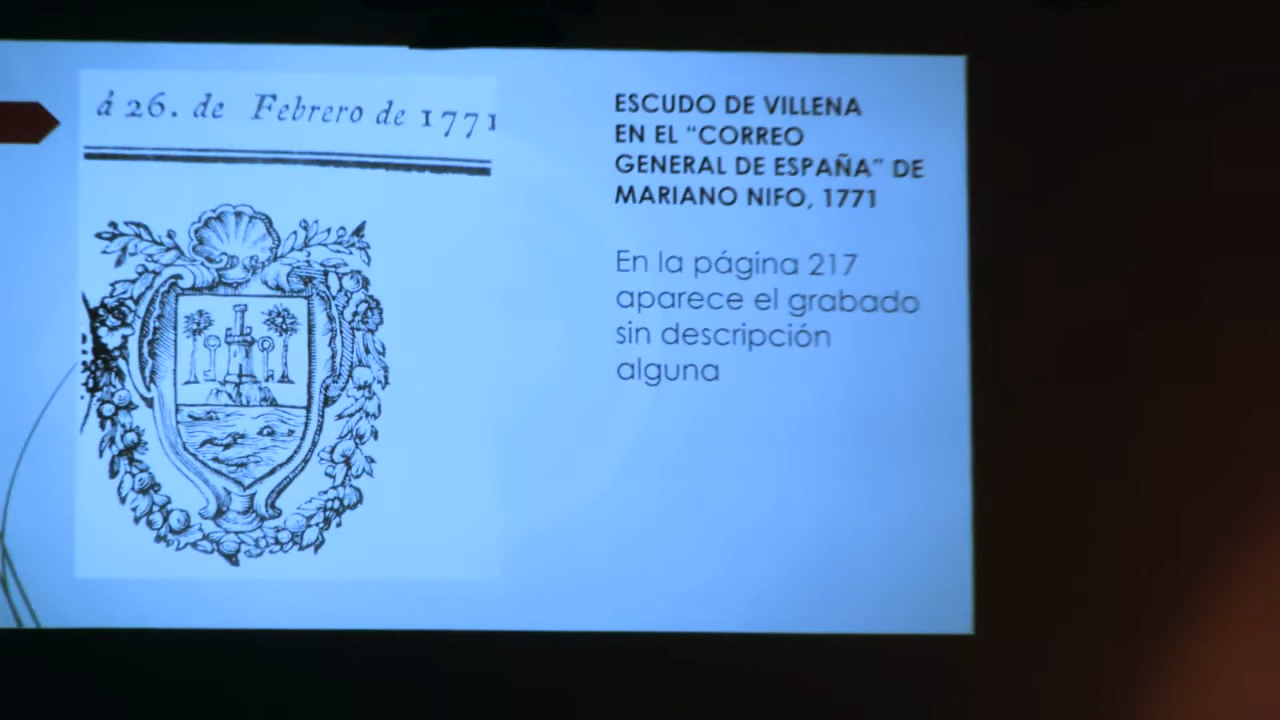 á 26. de Febrero de 1771
ESCUDO DE VILLENA
EN EL “CORREO
GENERAL DE ESPAÑA” DE
MARIANO NIFO, 1771
En la página 217
aparece el grabado
sin descripción
alguna